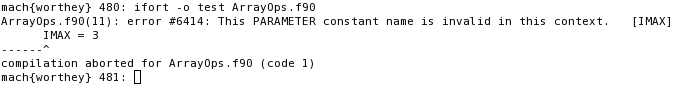 mach{worthey} 480: ifort -o test ArrayOps.f90
ArrayOps.f90(11): error #6414: This PARAMETER constant name is invalid in this context.   [IMAX]
      IMAX = 3
------^
compilation aborted for ArrayOps.f90 (code 1)
mach{worthey} 481: